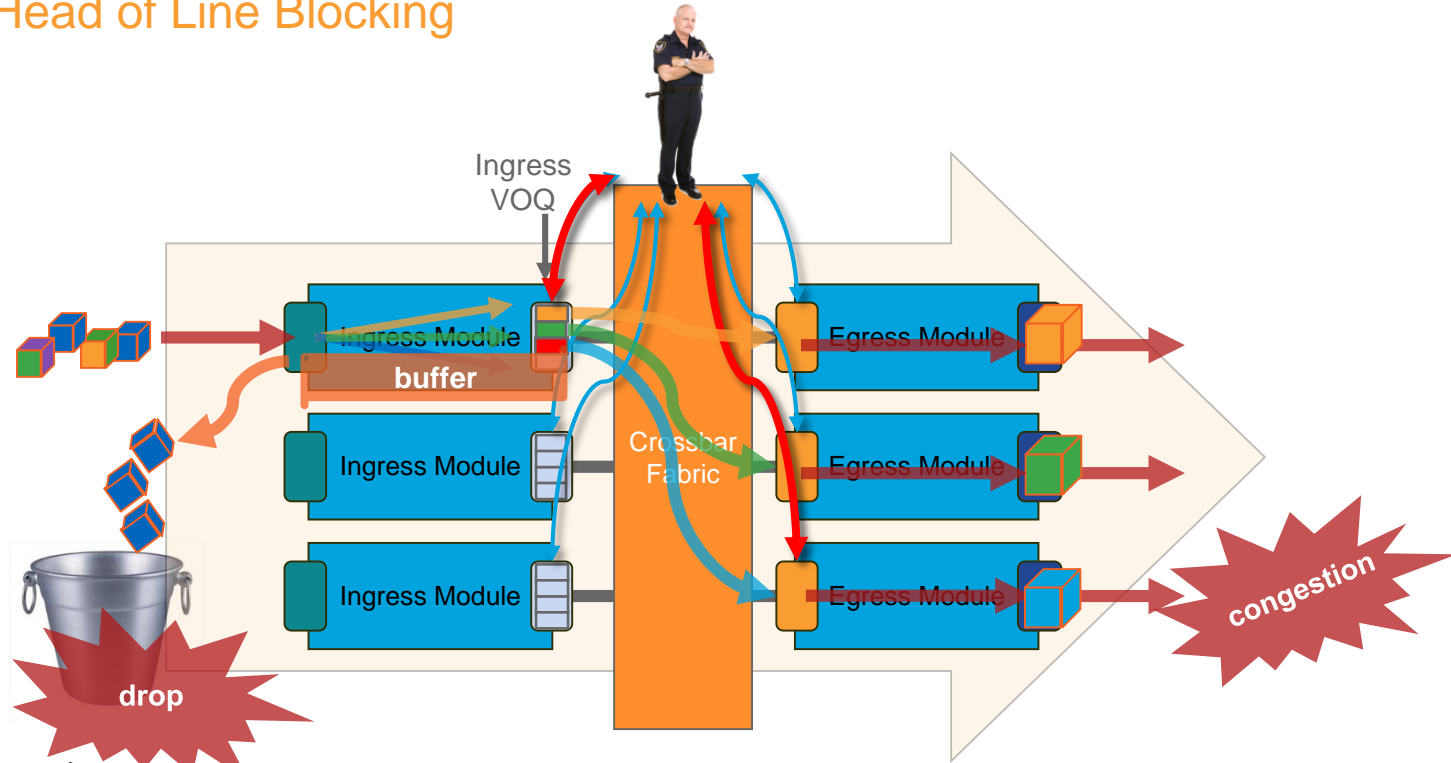 Head of Line Blocking
Ingress
VOQ
Ingress Module
Egress Module
buffer
Crossbar
Fabric
Ingress Module
Egress Module
Ingress Module
Egress Module
congestion
drop